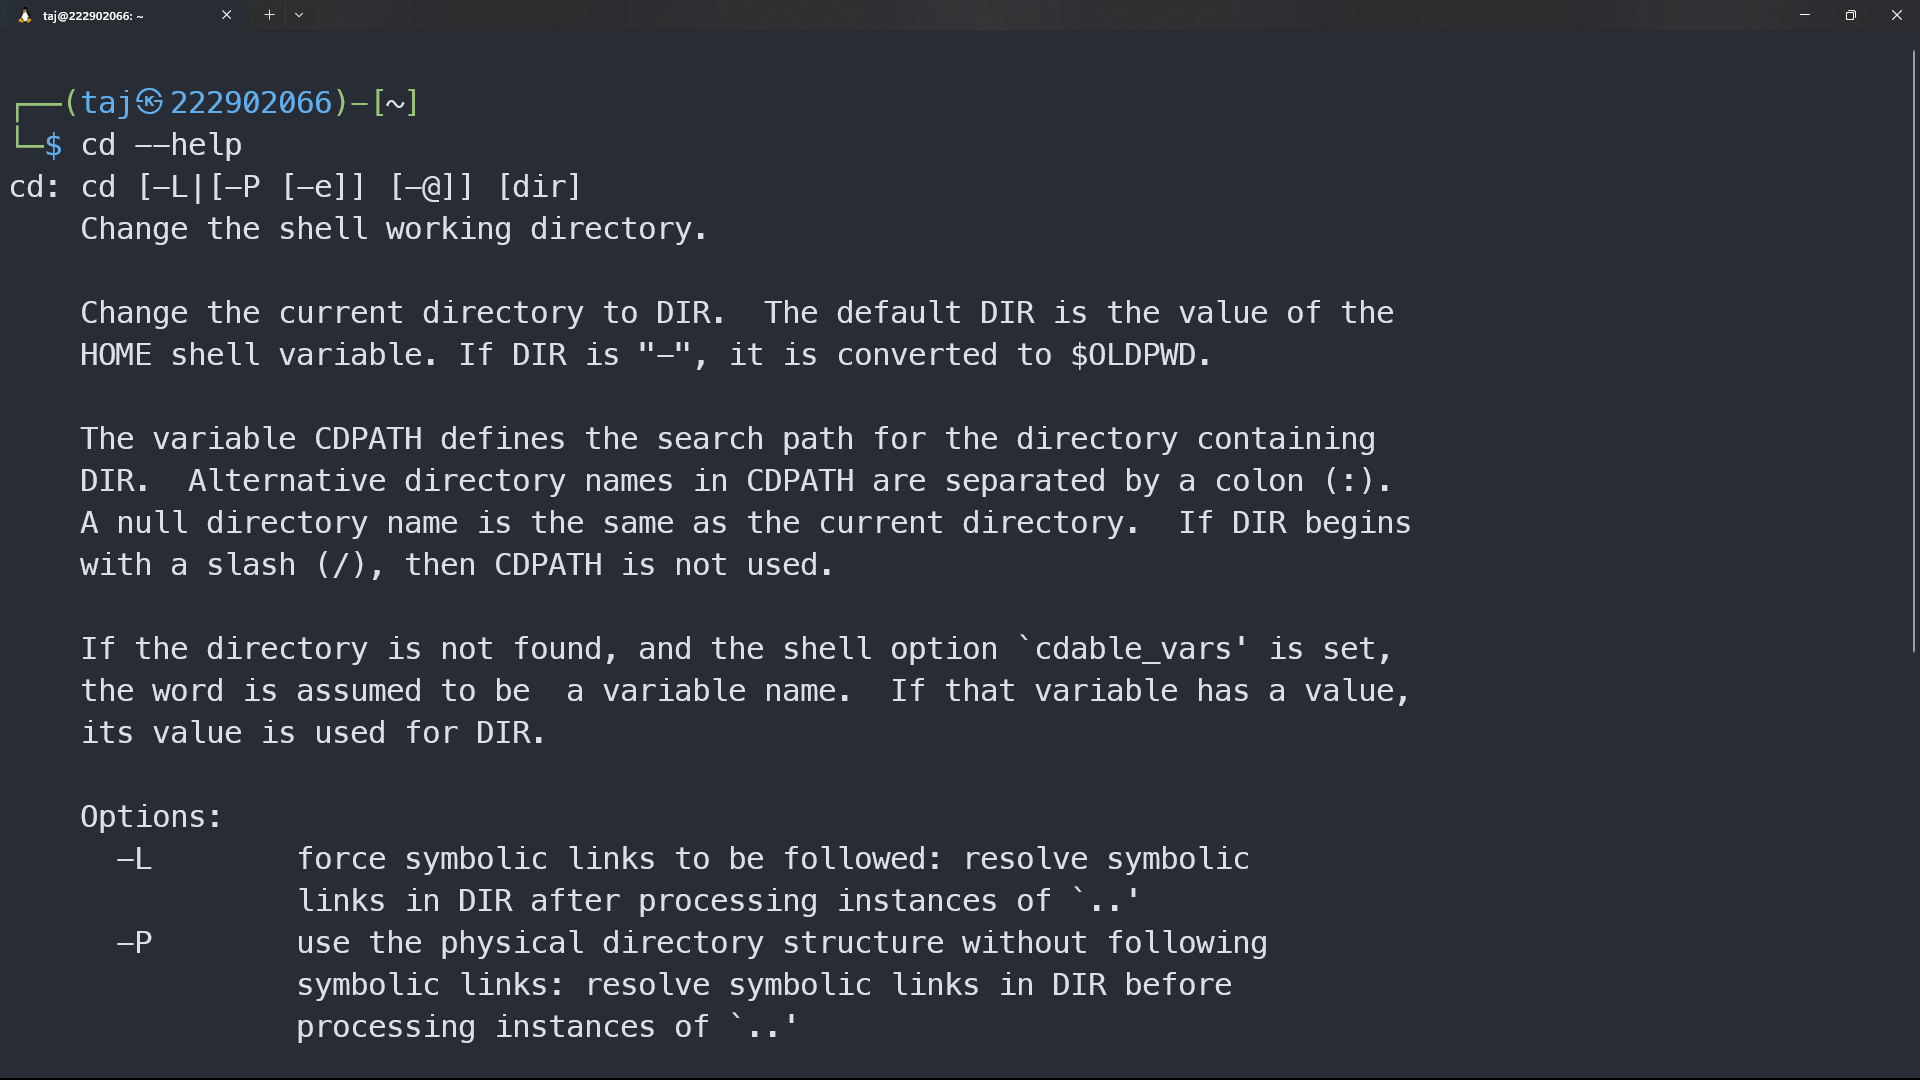 taj@222902066: ~
┌──(taj㉿222902066)-[~]
└─$ cd --help
cd: cd [-L|[-P [-e]] [-@]] [dir]
    Change the shell working directory.

    Change the current directory to DIR.  The default DIR is the value of the
    HOME shell variable. If DIR is "-", it is converted to $OLDPWD.

    The variable CDPATH defines the search path for the directory containing
    DIR.  Alternative directory names in CDPATH are separated by a colon (:).
    A null directory name is the same as the current directory.  If DIR begins
    with a slash (/), then CDPATH is not used.

    If the directory is not found, and the shell option `cdable_vars' is set,
    the word is assumed to be  a variable name.  If that variable has a value,
    its value is used for DIR.

    Options:
      -L        force symbolic links to be followed: resolve symbolic
                links in DIR after processing instances of `..'
      -P        use the physical directory structure without following
                symbolic links: resolve symbolic links in DIR before
                processing instances of `..'